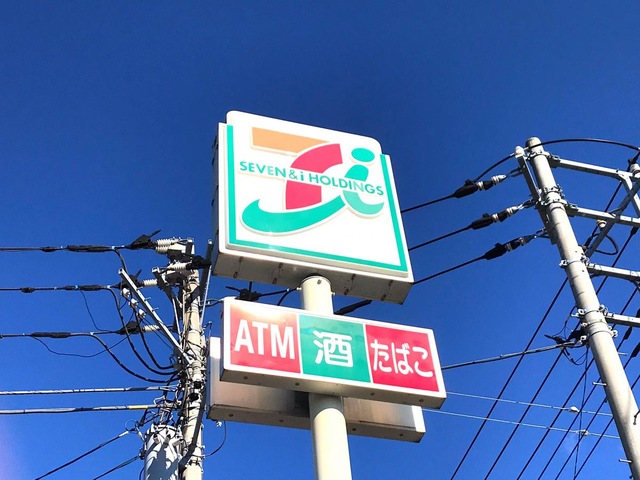 SEVEN & i HOLDINGS
ATM 酒 たばこ